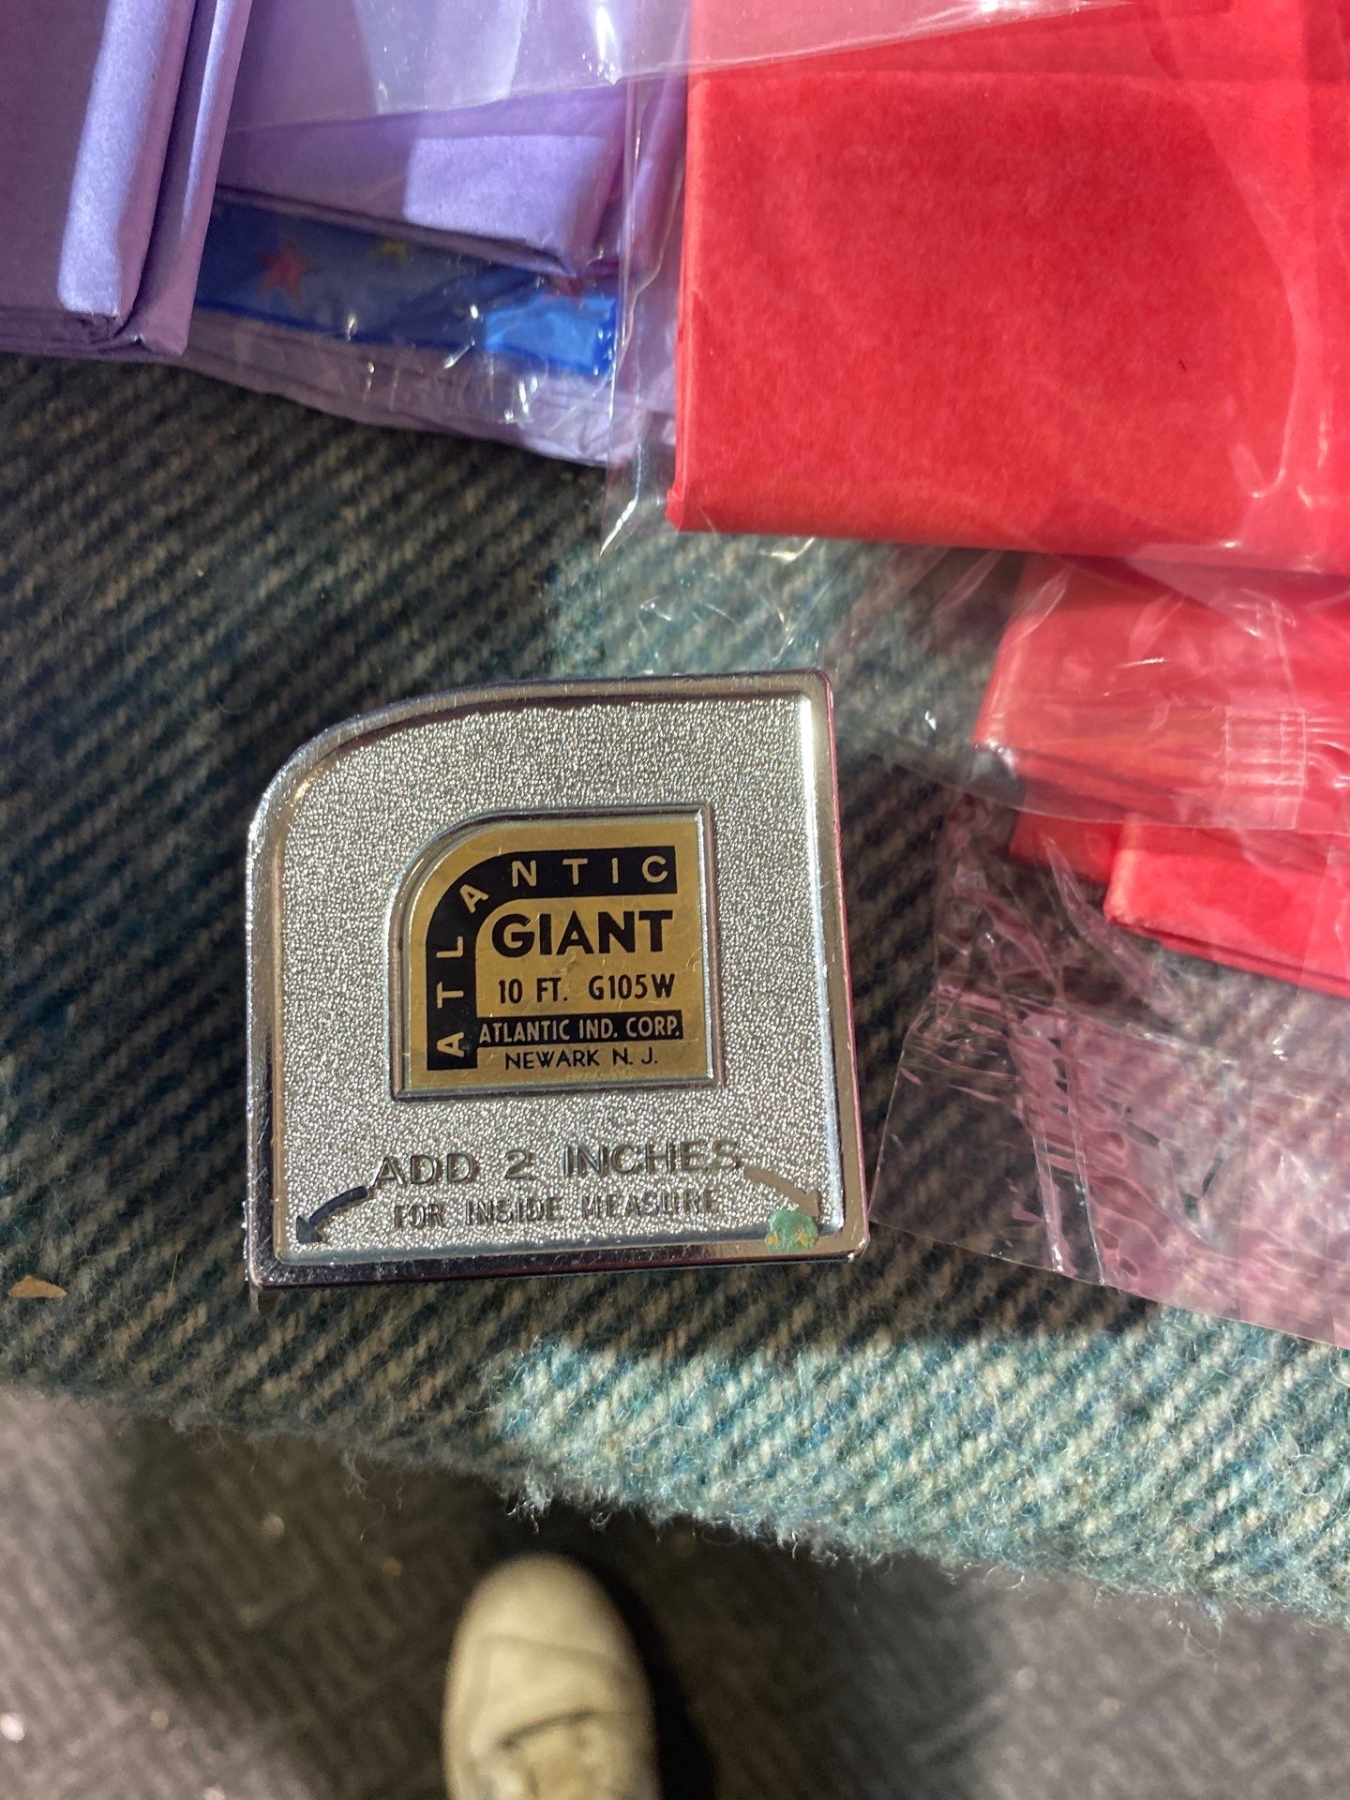 ATLANTIC
GIANT
10 FT. G105W
ATLANTIC IND. CORP.
NEWARK N. J.
ADD 2 INCHES
FOR INSIDE MEASURE